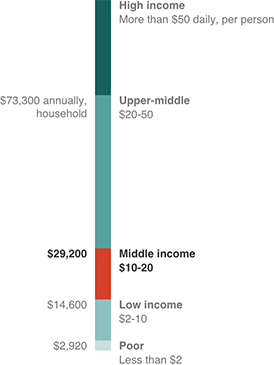 High income
More than $50 daily, per person
$73,300 annually,
household
Upper-middle
$20-50
$29,200
Middle income
$10-20
$14,600
Low income
$2-10
$2,920
Poor
Less than $2